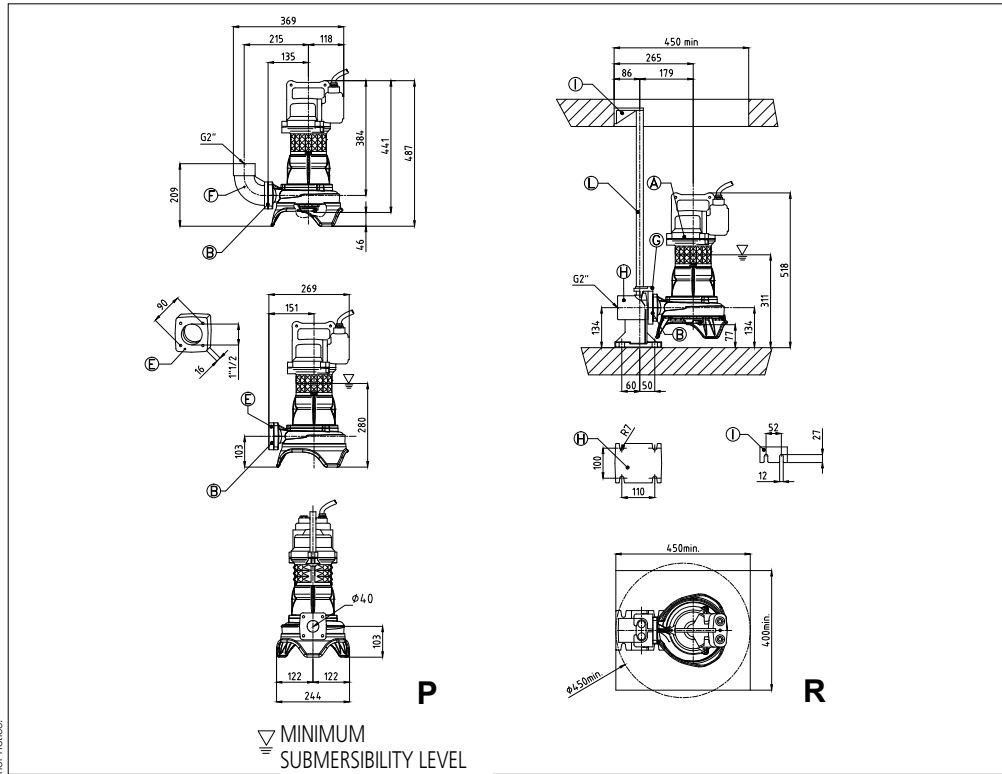 369
215
118
135
G2"
209
F
B
384
441
487
46
90
1"1/2
16
E
269
151
E
103
B
280
Ø40
103
122
122
244
P
MINIMUM
SUBMERSIBILITY LEVEL
450 min
265
86
179
I
L
A
G
H
G2"
134
B
77
134
311
518
60
50
H
R7
100
110
I
52
27
12
450min.
400min.
Ø450min.
R